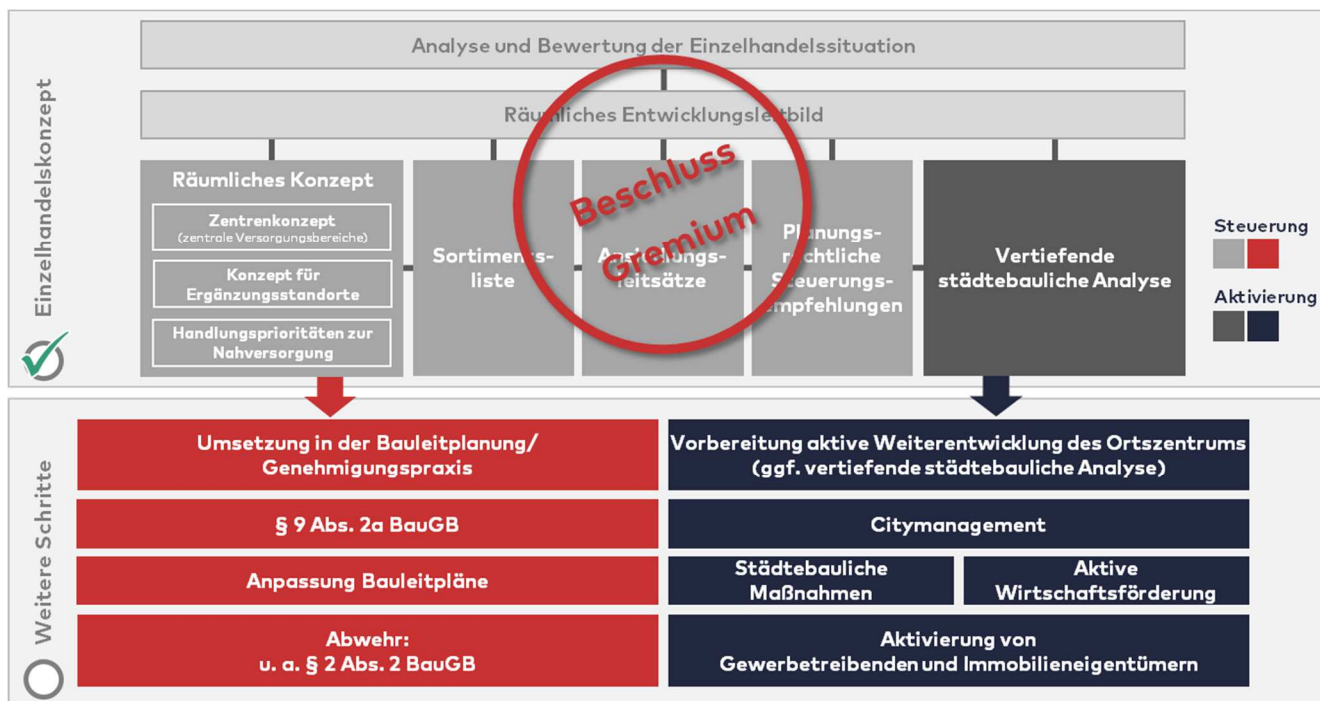 Einzelhandelskonzept
Analyse und Bewertung der Einzelhandelssituation
Räumliches Entwicklungsleitbild
Räumliches Konzept
Zentrenkonzept
(zentrale Versorgungsbereiche)
Konzept für
Ergänzungsstandorte
Handlungsprioritäten zur
Nahversorgung
Sortiments-
liste
Ansiedlungs-
leitsätze
Planungs-
rechtliche
Steuerungs-
empfehlungen
Vertiefende
städtebauliche Analyse
Beschluss
Gremium
Steuerung
Aktivierung
Weitere Schritte
Umsetzung in der Bauleitplanung/
Genehmigungspraxis
§ 9 Abs. 2a BauGB
Anpassung Bauleitpläne
Abwehr:
u. a. § 2 Abs. 2 BauGB
Vorbereitung aktive Weiterentwicklung des Ortszentrums
(ggf. vertiefende städtebauliche Analyse)
Citymanagement
Städtebauliche
Maßnahmen
Aktive
Wirtschaftsförderung
Aktivierung von
Gewerbetreibenden und Immobilieneigentümern